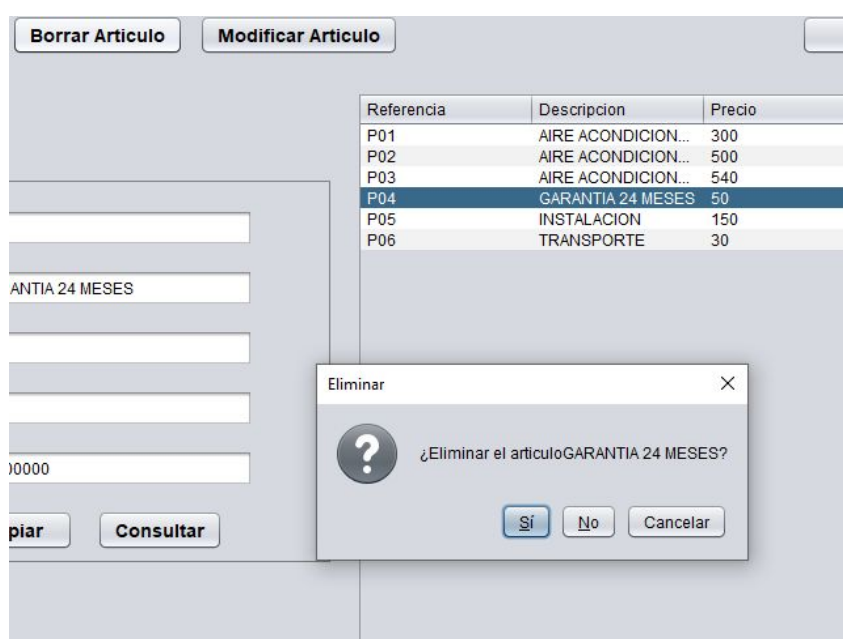 Borrar Articulo Modificar Articulo
Referencia Descripcion Precio
P01 AIRE ACONDICION... 300
P02 AIRE ACONDICION... 500
P03 AIRE ACONDICION... 540
P04 GARANTIA 24 MESES 50
P05 INSTALACION 150
P06 TRANSPORTE 30
ANTIA 24 MESES
Eliminar
¿Eliminar el articuloGARANTIA 24 MESES?
00000
Sí No Cancelar
piar Consultar